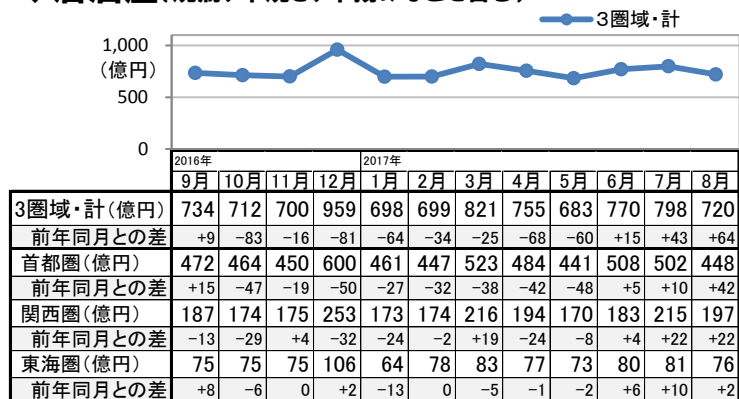 3圏域・計
1,000
(億円)
500
0
2016年 2017年
9月 10月 11月 12月 1月 2月 3月 4月 5月 6月 7月 8月
3圏域・計(億円) 734 712 700 959 698 699 821 755 683 770 798 720
前年同月との差 +9 −83 −16 −81 −64 −34 −25 −68 −60 +15 +43 +64
首都圏(億円) 472 464 450 600 461 447 523 484 441 508 502 448
前年同月との差 +15 −47 −19 −50 −27 −32 −38 −42 −48 +5 +10 +42
関西圏(億円) 187 174 175 253 173 174 216 194 170 183 215 197
前年同月との差 −13 −29 +4 −32 −24 −2 +19 −24 −8 +4 +22 +22
東海圏(億円) 75 75 75 106 64 78 83 77 73 80 81 76
前年同月との差 +8 −6 0 +2 −13 0 −5 −1 −2 +6 +10 +2